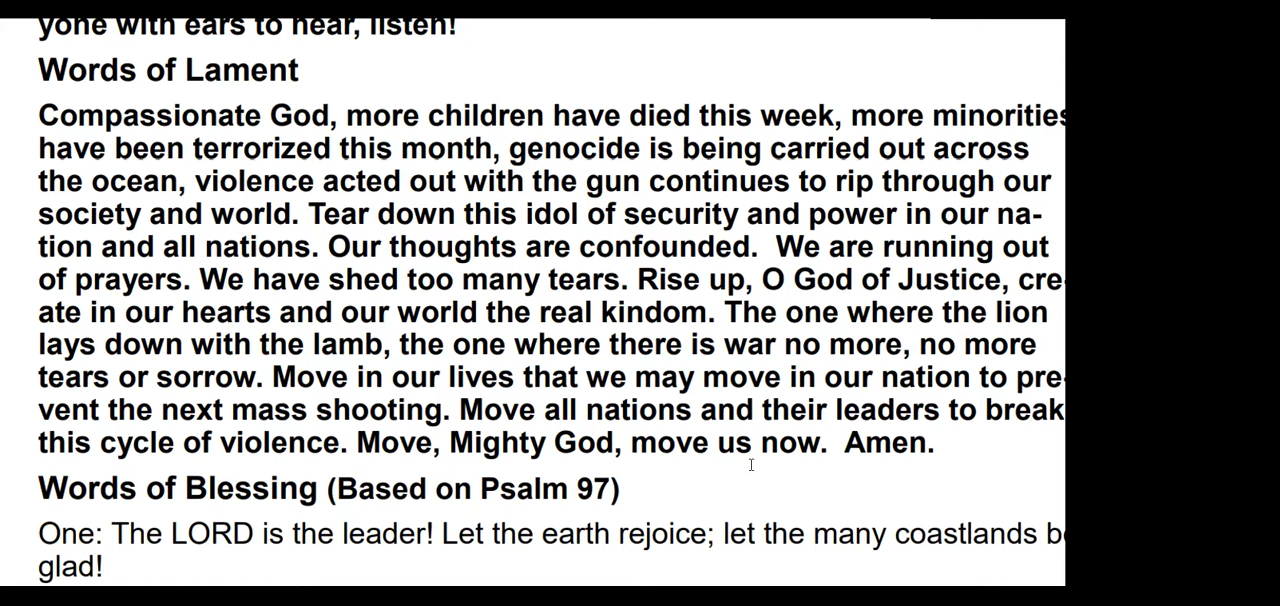 yone with ears to hear, listen!
Words of Lament
Compassionate God, more children have died this week, more minorities
have been terrorized this month, genocide is being carried out across
the ocean, violence acted out with the gun continues to rip through our
society and world. Tear down this idol of security and power in our na-
tion and all nations. Our thoughts are confounded.  We are running out
of prayers. We have shed too many tears. Rise up, O God of Justice, cre-
ate in our hearts and our world the real kindom. The one where the lion
lays down with the lamb, the one where there is war no more, no more
tears or sorrow. Move in our lives that we may move in our nation to pre-
vent the next mass shooting. Move all nations and their leaders to break
this cycle of violence. Move, Mighty God, move us now.  Amen.
Words of Blessing (Based on Psalm 97)
One: The LORD is the leader! Let the earth rejoice; let the many coastlands be
glad!